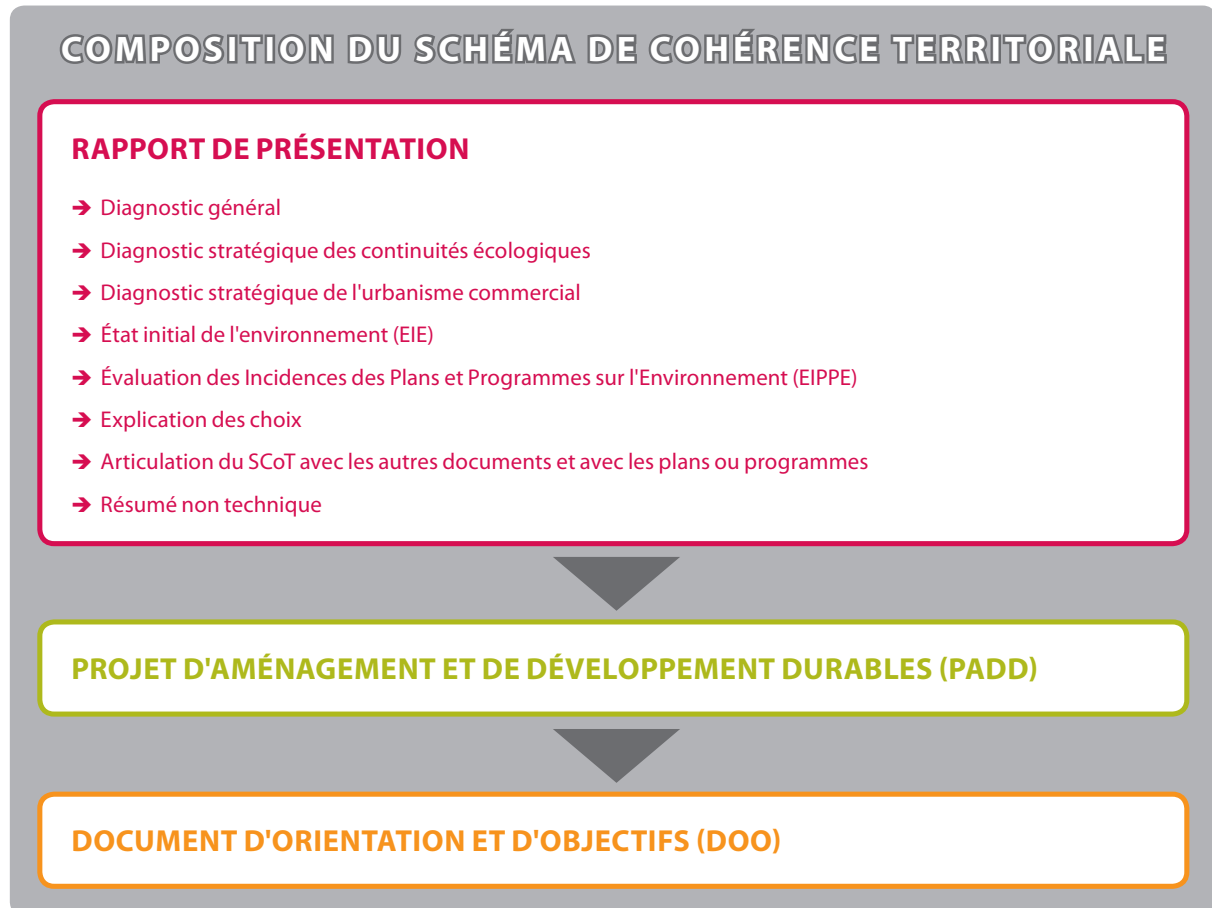 COMPOSITION DU SCHÉMA DE COHÉRENCE TERRITORIALE
RAPPORT DE PRÉSENTATION
➔ Diagnostic général
➔ Diagnostic stratégique des continuités écologiques
➔ Diagnostic stratégique de l'urbanisme commercial
➔ État initial de l'environnement (EIE)
➔ Évaluation des Incidences des Plans et Programmes sur l'Environnement (EIPPE)
➔ Explication des choix
➔ Articulation du SCoT avec les autres documents et avec les plans ou programmes
➔ Résumé non technique
PROJET D'AMÉNAGEMENT ET DE DÉVELOPPEMENT DURABLES (PADD)
DOCUMENT D'ORIENTATION ET D'OBJECTIFS (DOO)